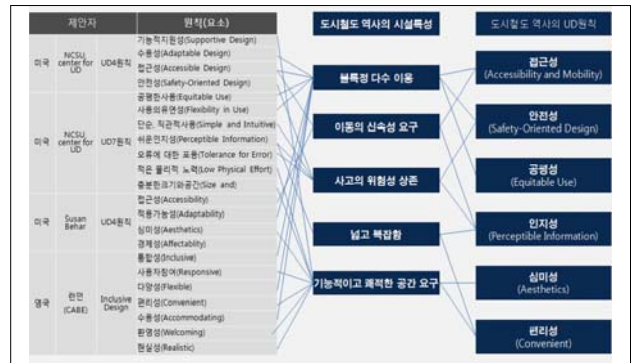 제안자
원칙(요소)
도시철도 역사의 시설특성
도시철도 역사의 UD원칙
미국
NCSU, center for UD
UD4원칙
기능적지원성(Supportive Design)
수용성(Adaptable Design)
접근성(Accessible Design)
안전성(Safety-Oriented Design)
미국
NCSU, center for UD
UD7원칙
공평한사용(Equitable Use)
사용의유연성(Flexibility in Use)
단순, 직관적사용(Simple and Intuitive)
쉬운인지성(Perceptible Information)
오류에 대한 포용(Tolerance for Error)
적은 물리적 노력(Low Physical Effort)
충분한크기와공간(Size and)
미국
Susan Behar
UD4원칙
접근성(Accessibility)
적용가능성(Adaptability)
심미성(Aesthetics)
경제성(Affectablity)
영국
(CABE)
Inclusive Design
통합성(Inclusive)
사용자참여(Responsive)
다양성(Flexible)
편리성(Convenient)
수용성(Accommodating)
환영성(Welcoming)
현실성(Realistic)
불특정 다수 이용
이동의 신속성 요구
사고의 위험성 상존
넓고 복잡함
기능적이고 쾌적한 공간 요구
접근성
(Accessibility and Mobility)
안전성
(Safety-Oriented Design)
공평성
(Equitable Use)
인지성
(Perceptible Information)
심미성
(Aesthetics)
편리성
(Convenient)